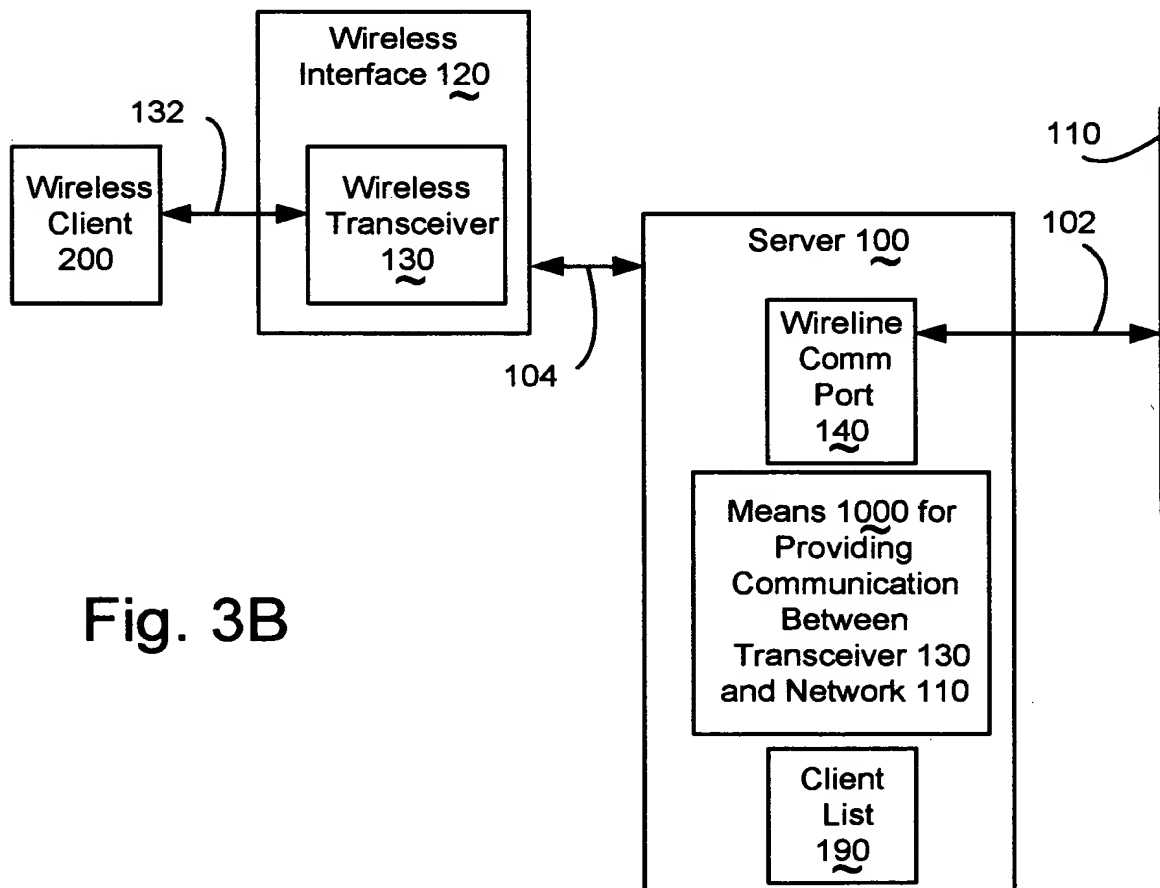 Wireless
Interface 120
132
Wireless
Client
200
Wireless
Transceiver
130
104
110
102
Server 100
Wireline
Comm
Port
140
Means 1000 for
Providing
Communication
Between
Transceiver 130
and Network 110
Client
List
190
Fig. 3B